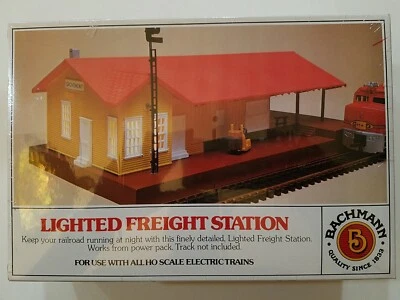 LIGHTED FREIGHT STATION
Keep your railroad running at night with this finely detailed, Lighted Freight Station.
Works from power pack. Track not included.
FOR USE WITH ALL HO SCALE ELECTRIC TRAINS
BACHMANN
B
QUALITY SINCE 1833